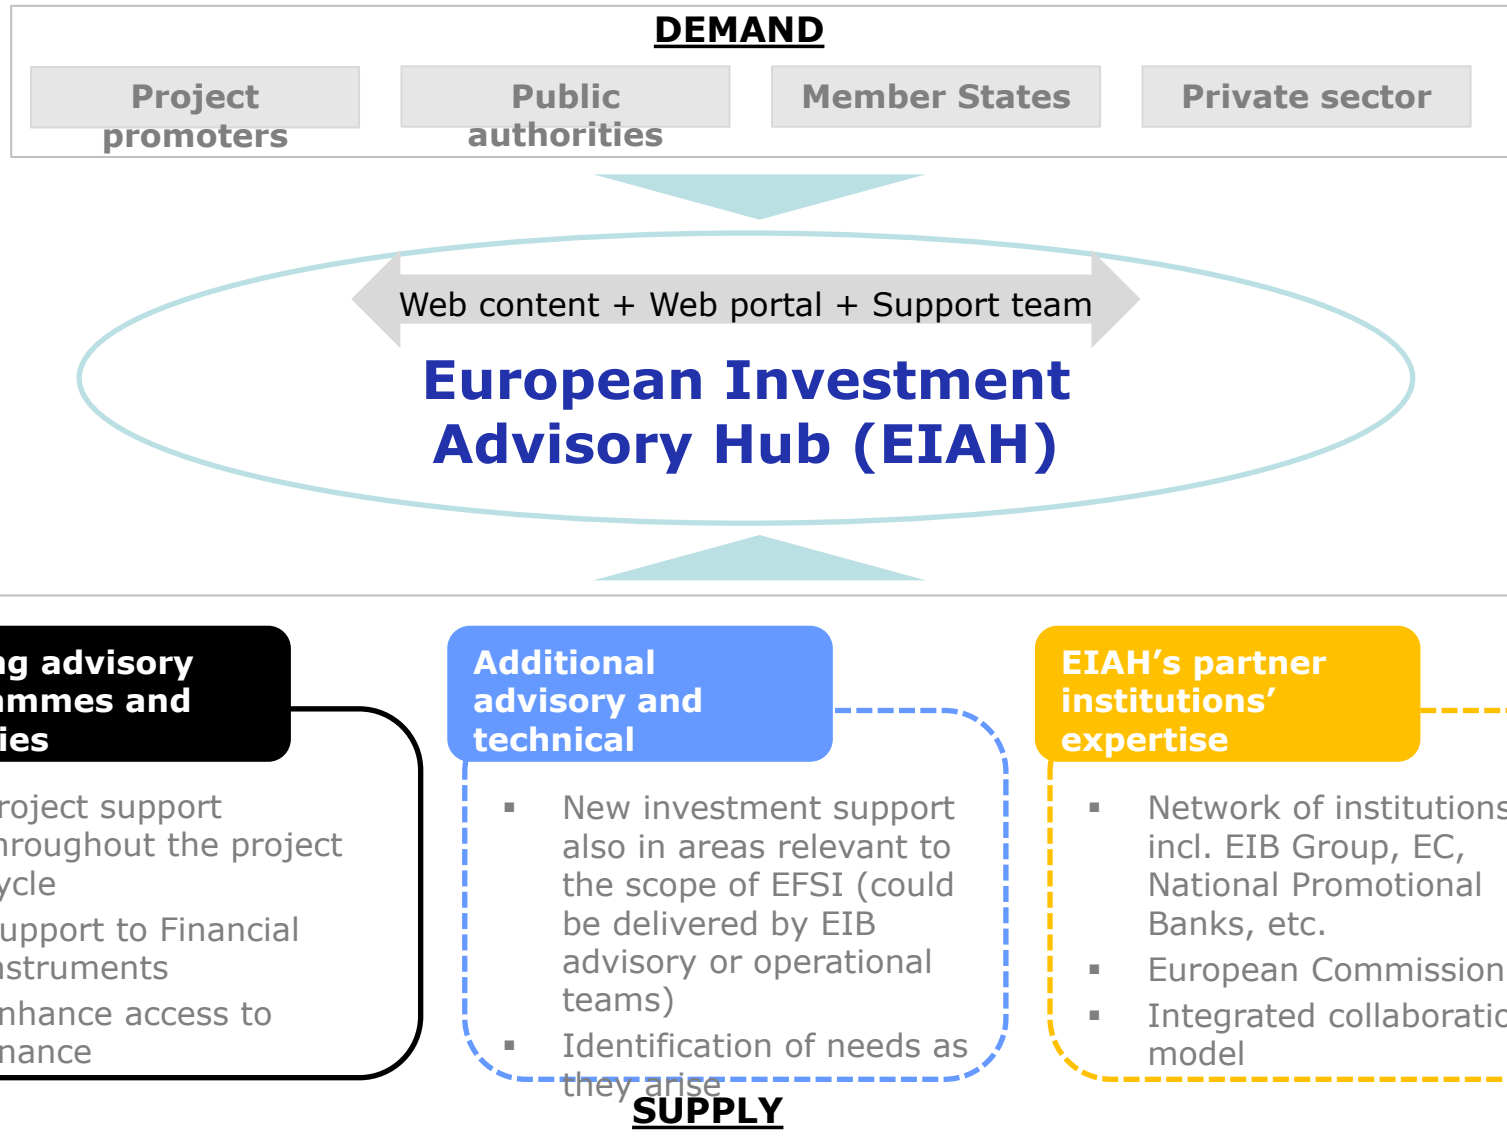 DEMAND
Project
promoters
Public
authorities
Member States
Private sector
Web content + Web portal + Support team
European Investment
Advisory Hub (EIAH)
ng advisory
ammes and
ies
roject support
hroughout the project
ycle
upport to Financial
nstruments
nhance access to
nance
Additional
advisory and
technical
▪ New investment support
also in areas relevant to
the scope of EFSI (could
be delivered by EIB
advisory or operational
teams)
▪ Identification of needs as
they arise
EIAH’s partner
institutions’
expertise
▪ Network of institutions
incl. EIB Group, EC,
National Promotional
Banks, etc.
▪ European Commission
▪ Integrated collaboratio
model
SUPPLY